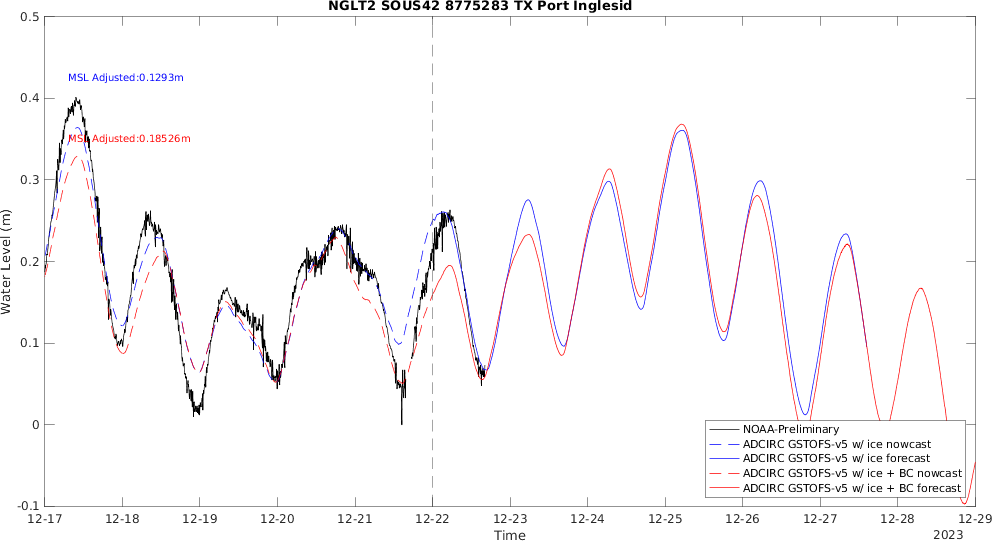 NGLT2 SOUS42 8775283 TX Port Inglesid
0.5
MSL Adjusted:0.1293m
0.4
MSL Adjusted:0.18526m
0.3
Water Level (m)
0.2
0.1
0
NOAA-Preliminary
ADCIRC GSTOFS-v5 w/ ice nowcast
ADCIRC GSTOFS-v5 w/ ice forecast
ADCIRC GSTOFS-v5 w/ ice + BC nowcast
ADCIRC GSTOFS-v5 w/ ice + BC forecast
-0.1
12-17 12-18 12-19 12-20 12-21 12-22 12-23 12-24 12-25 12-26 12-27 12-28 12-29
Time
2023